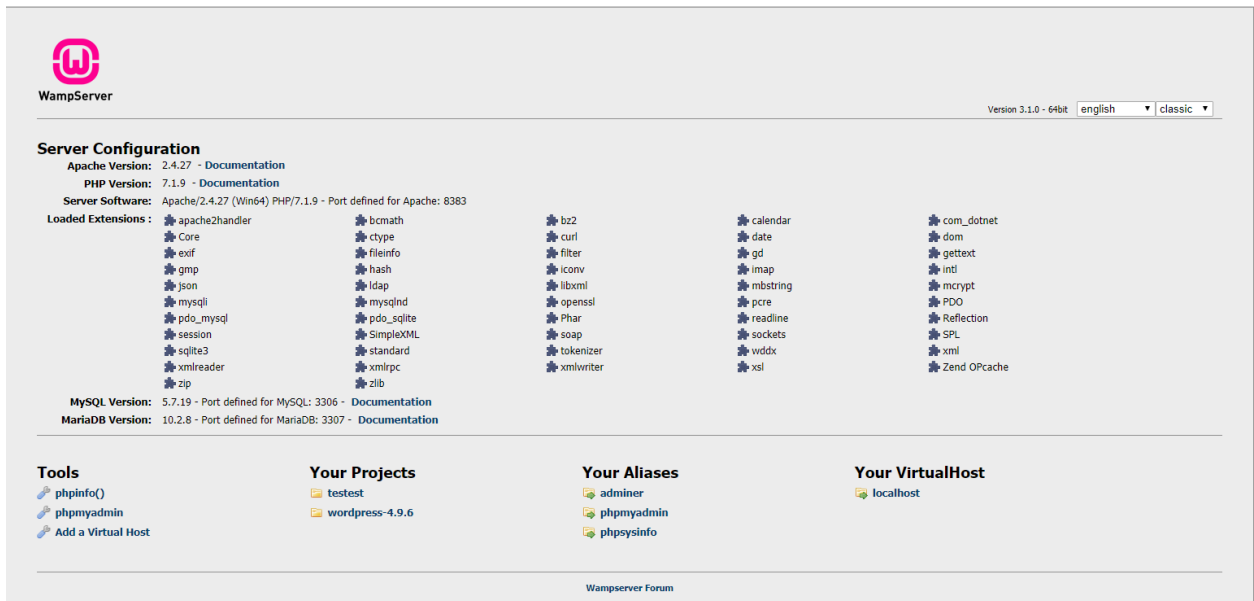 WampServer
Version 3.1.0 - 64bit english classic
Server Configuration
Apache Version: 2.4.27 - Documentation
PHP Version: 7.1.9 - Documentation
Server Software: Apache/2.4.27 (Win64) PHP/7.1.9 - Port defined for Apache: 8383
Loaded Extensions : apache2handler bcmath bz2 calendar com_dotnet
Core ctype curl date dom
exif fileinfo filter gd gettext
gmp hash iconv imap intl
json ldap libxml mbstring mcrypt
mysqli mysqlnd openssl pcre PDO
pdo_mysql pdo_sqlite Phar readline Reflection
session SimpleXML soap sockets SPL
sqlite3 standard tokenizer wddx xml
xmlreader xmlrpc xmlwriter xsl Zend OPcache
zip zlib
MySQL Version: 5.7.19 - Port defined for MySQL: 3306 - Documentation
MariaDB Version: 10.2.8 - Port defined for MariaDB: 3307 - Documentation
Tools
phpinfo()
phpmyadmin
Add a Virtual Host
Your Projects
testest
wordpress-4.9.6
Your Aliases
adminer
phpmyadmin
phpsysinfo
Your VirtualHost
localhost
Wampserver Forum